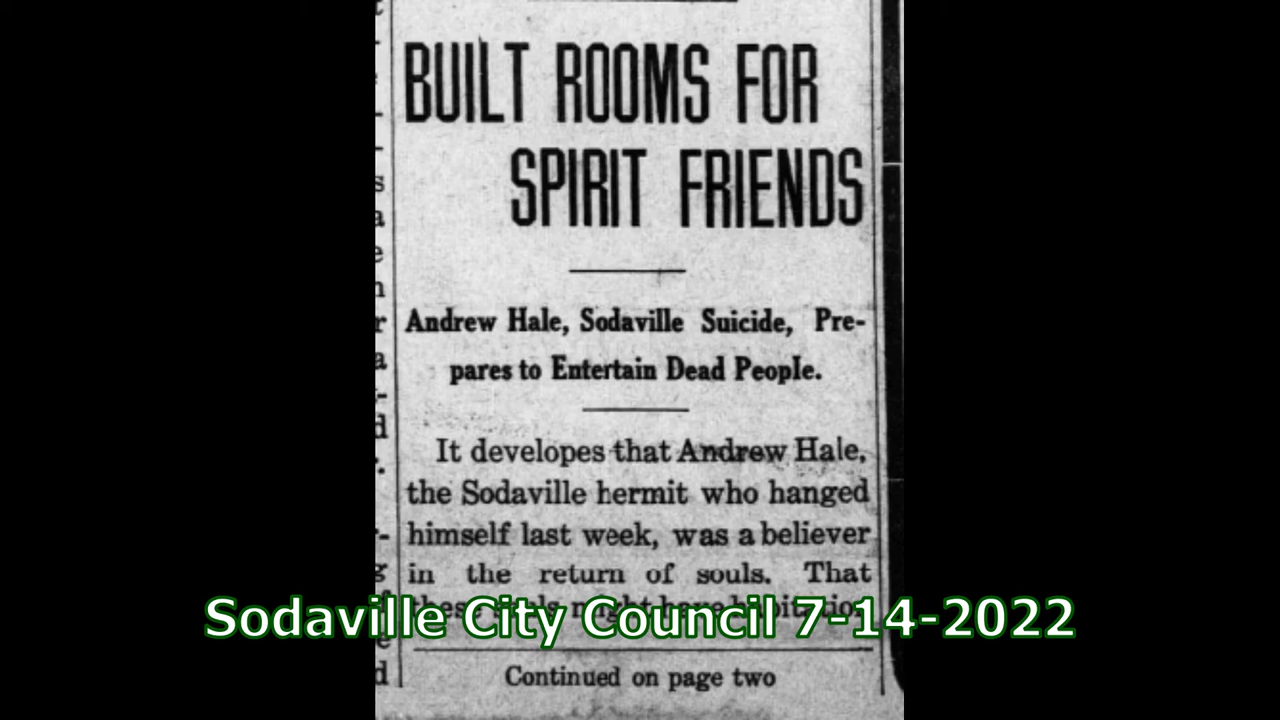 BUILT ROOMS FOR
SPIRIT FRIENDS
Andrew Hale, Sodaville Suicide, Pre-
pares to Entertain Dead People.
It developes that Andrew Hale,
the Sodaville hermit who hanged
himself last week, was a believer
in the return of souls. That
Sodaville City Council 7-14-2022
Continued on page two